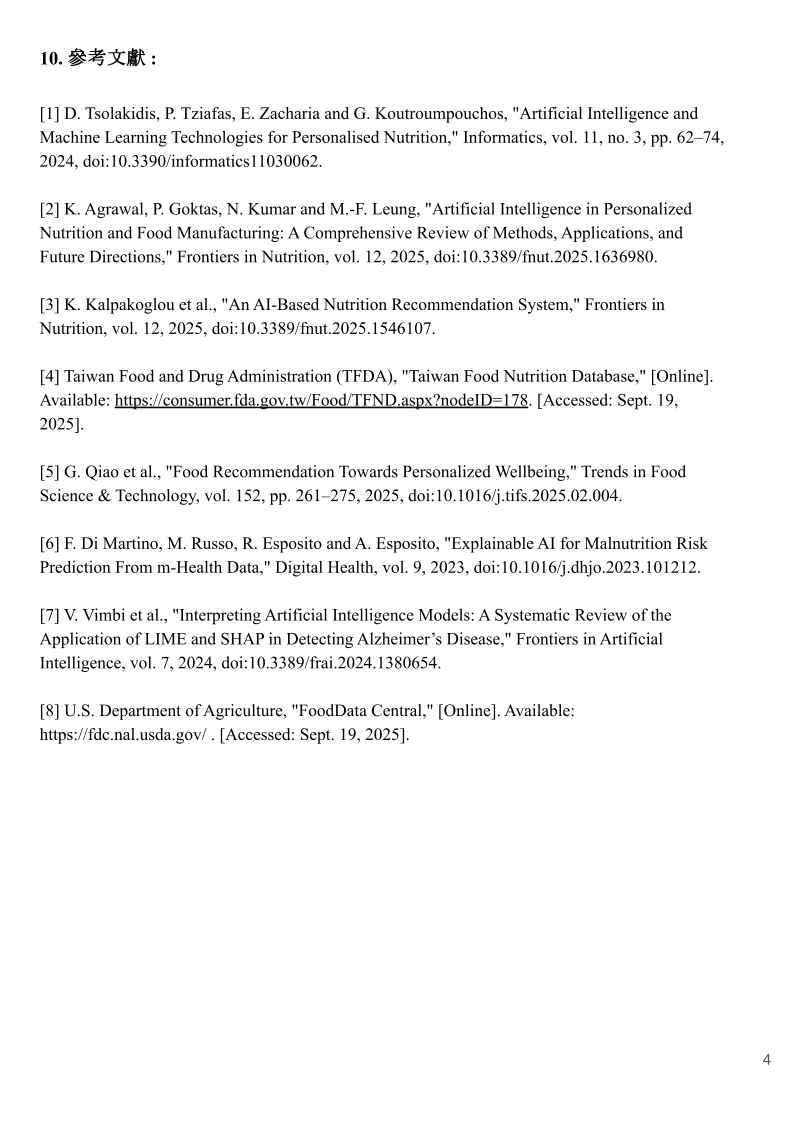 10. 參考文獻 :
[1] D. Tsolakidis, P. Tziafas, E. Zacharia and G. Koutroumpouchos, "Artificial Intelligence and
Machine Learning Technologies for Personalised Nutrition," Informatics, vol. 11, no. 3, pp. 62–74,
2024, doi:10.3390/informatics11030062.
[2] K. Agrawal, P. Goktas, N. Kumar and M.-F. Leung, "Artificial Intelligence in Personalized
Nutrition and Food Manufacturing: A Comprehensive Review of Methods, Applications, and
Future Directions," Frontiers in Nutrition, vol. 12, 2025, doi:10.3389/fnut.2025.1636980.
[3] K. Kalpakoglou et al., "An AI-Based Nutrition Recommendation System," Frontiers in
Nutrition, vol. 12, 2025, doi:10.3389/fnut.2025.1546107.
[4] Taiwan Food and Drug Administration (TFDA), "Taiwan Food Nutrition Database," [Online].
Available: https://consumer.fda.gov.tw/Food/TFND.aspx?nodeID=178. [Accessed: Sept. 19,
2025].
[5] G. Qiao et al., "Food Recommendation Towards Personalized Wellbeing," Trends in Food
Science & Technology, vol. 152, pp. 261–275, 2025, doi:10.1016/j.tifs.2025.02.004.
[6] F. Di Martino, M. Russo, R. Esposito and A. Esposito, "Explainable AI for Malnutrition Risk
Prediction From m-Health Data," Digital Health, vol. 9, 2023, doi:10.1016/j.dhjo.2023.101212.
[7] V. Vimbi et al., "Interpreting Artificial Intelligence Models: A Systematic Review of the
Application of LIME and SHAP in Detecting Alzheimer’s Disease," Frontiers in Artificial
Intelligence, vol. 7, 2024, doi:10.3389/frai.2024.1380654.
[8] U.S. Department of Agriculture, "FoodData Central," [Online]. Available:
https://fdc.nal.usda.gov/ . [Accessed: Sept. 19, 2025].
4